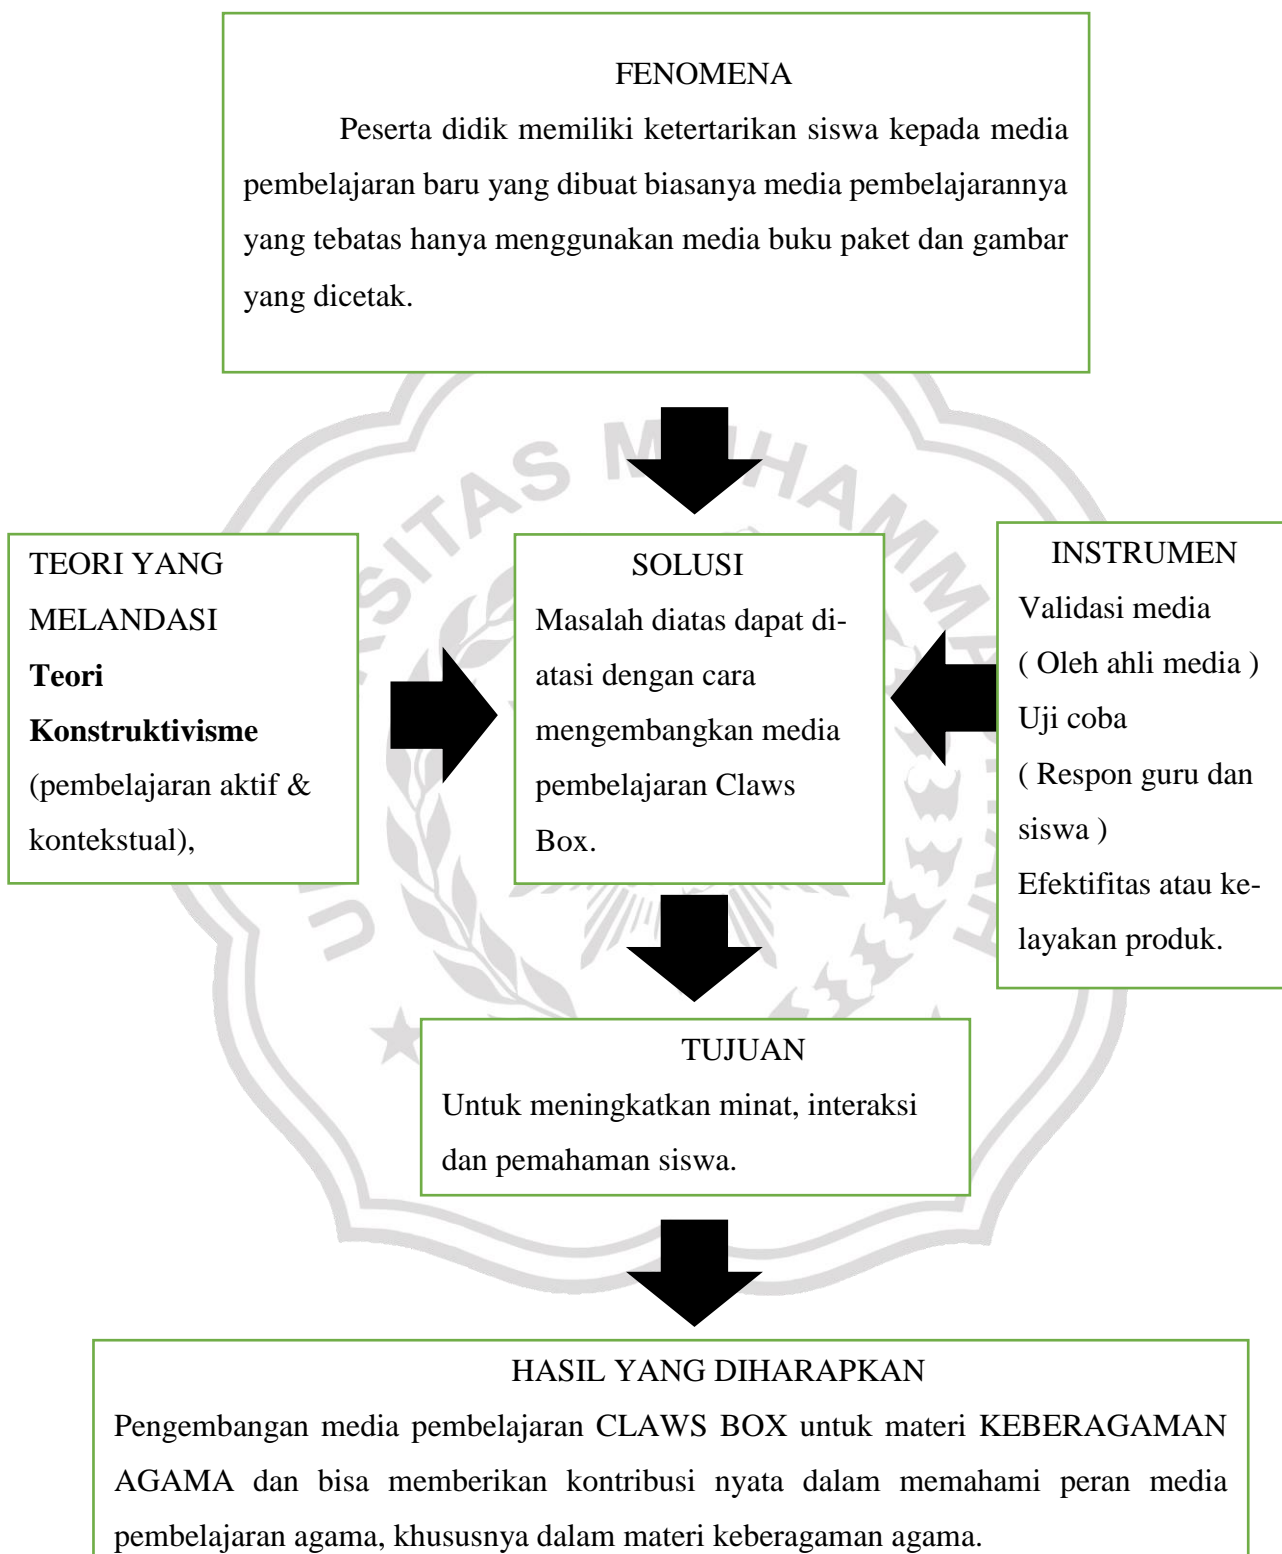 FENOMENA
Peserta didik memiliki ketertarikan siswa kepada media
pembelajaran baru yang dibuat biasanya media pembelajarannya
yang tebatas hanya menggunakan media buku paket dan gambar
yang dicetak.
TEORI YANG
MELANDASI
Teori
Konstruktivisme
(pembelajaran aktif &
kontekstual),
SOLUSI
Masalah diatas dapat di-
atasi dengan cara
mengembangkan media
pembelajaran Claws
Box.
INSTRUMEN
Validasi media
( Oleh ahli media )
Uji coba
( Respon guru dan
siswa )
Efektifitas atau ke-
layakan produk.
TUJUAN
Untuk meningkatkan minat, interaksi
dan pemahaman siswa.
HASIL YANG DIHARAPKAN
Pengembangan media pembelajaran CLAWS BOX untuk materi KEBERAGAMAN
AGAMA dan bisa memberikan kontribusi nyata dalam memahami peran media
pembelajaran agama, khususnya dalam materi keberagaman agama.